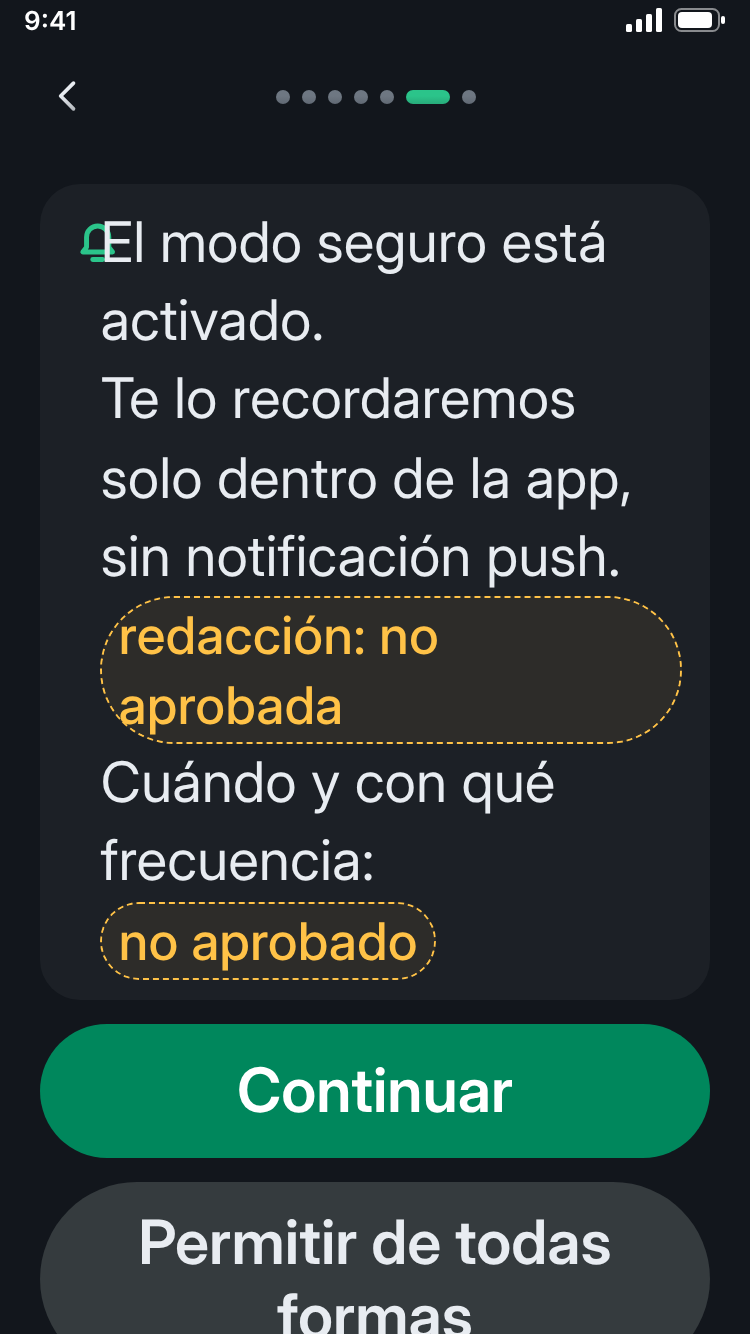 9:41
El modo seguro está
activado.
Te lo recordaremos
solo dentro de la app,
sin notificación push.
redacción: no
aprobada
Cuándo y con qué
frecuencia:
no aprobado
Continuar
Permitir de todas
formas